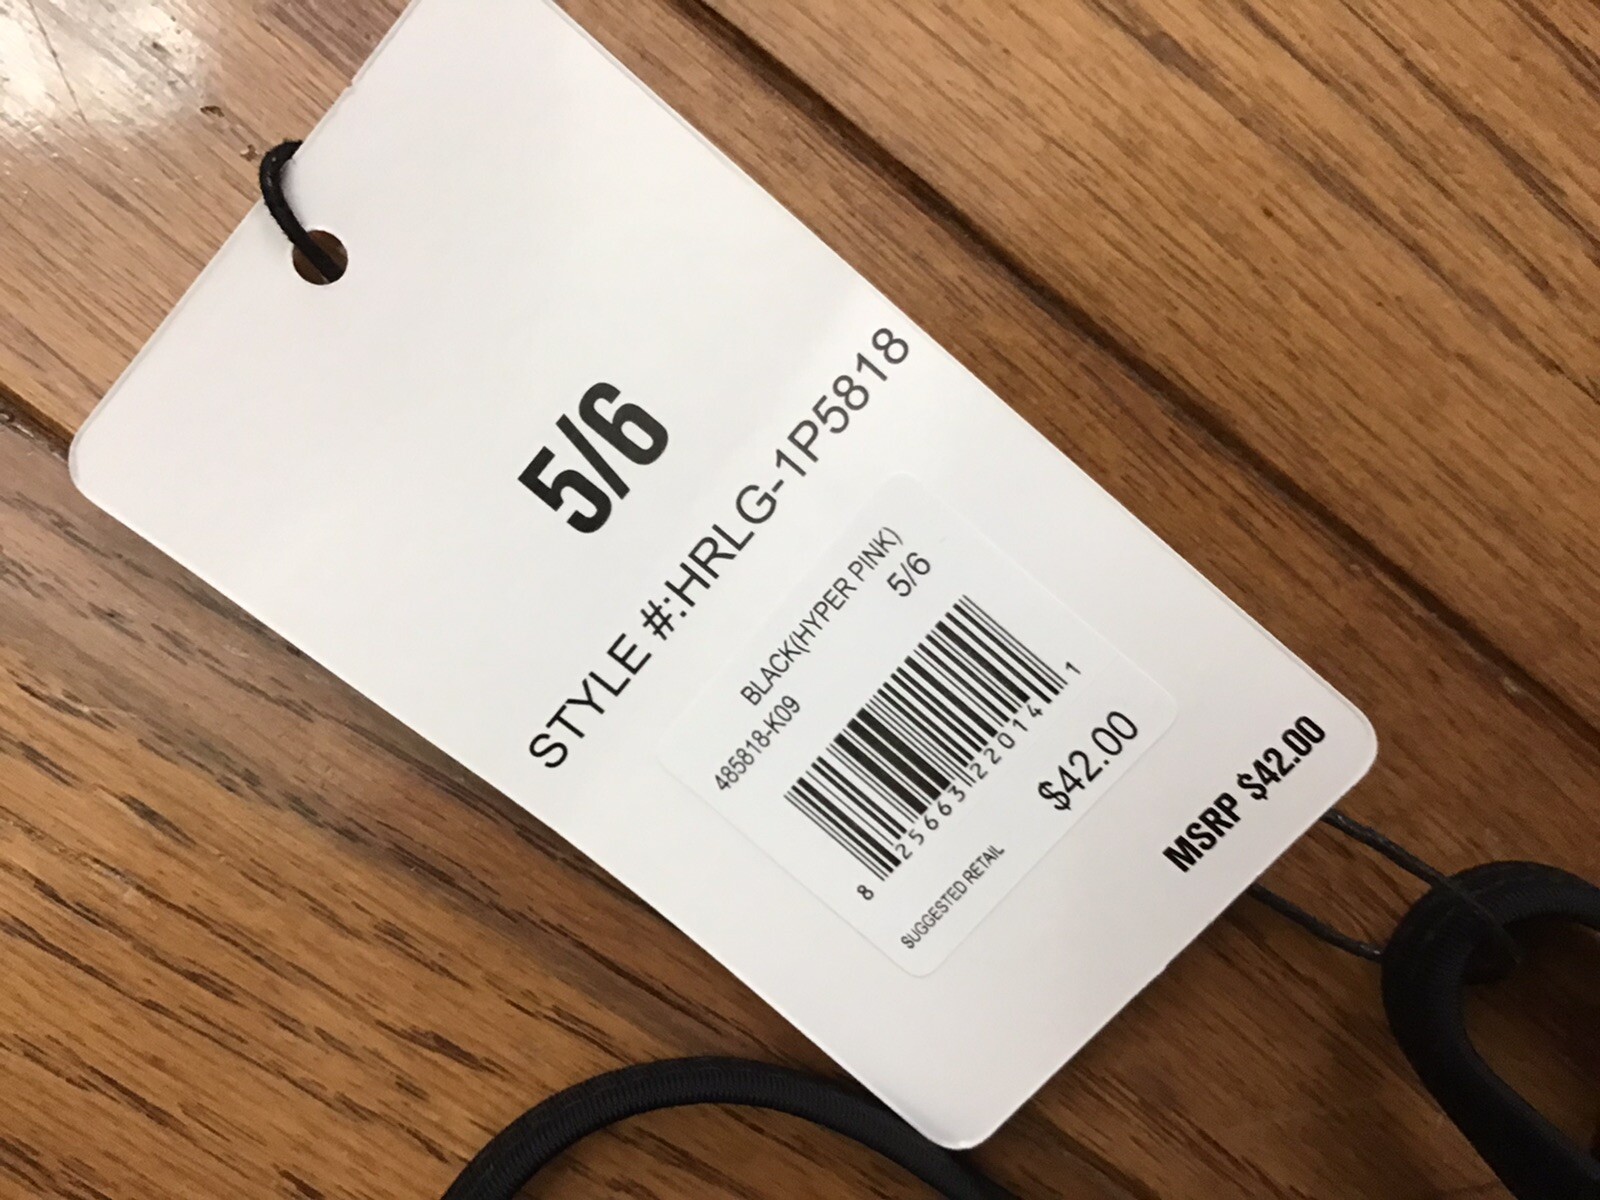 5/6
STYLE #:HRLG-1P5818
BLACK(HYPER PINK)
485818-K09 5/6
8 25663 22014 1
SUGGESTED RETAIL $42.00
MSRP $42.00